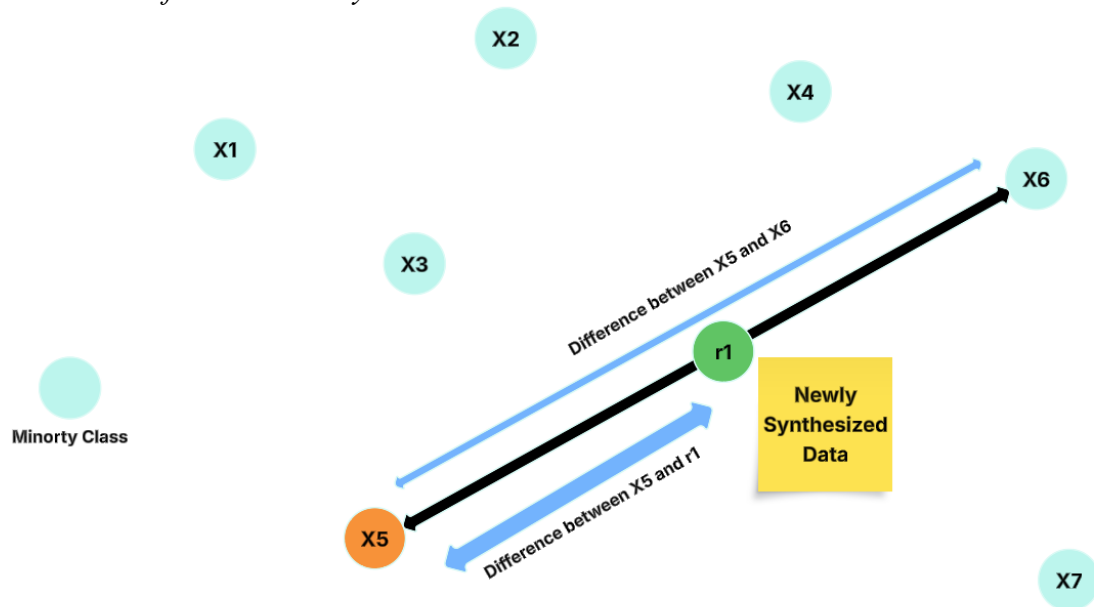 X2
X4
X1
X6
Difference between X5 and X6
X3
r1
Newly
Synthesized
Data
Minorty Class
Difference between X5 and r1
X5
X7